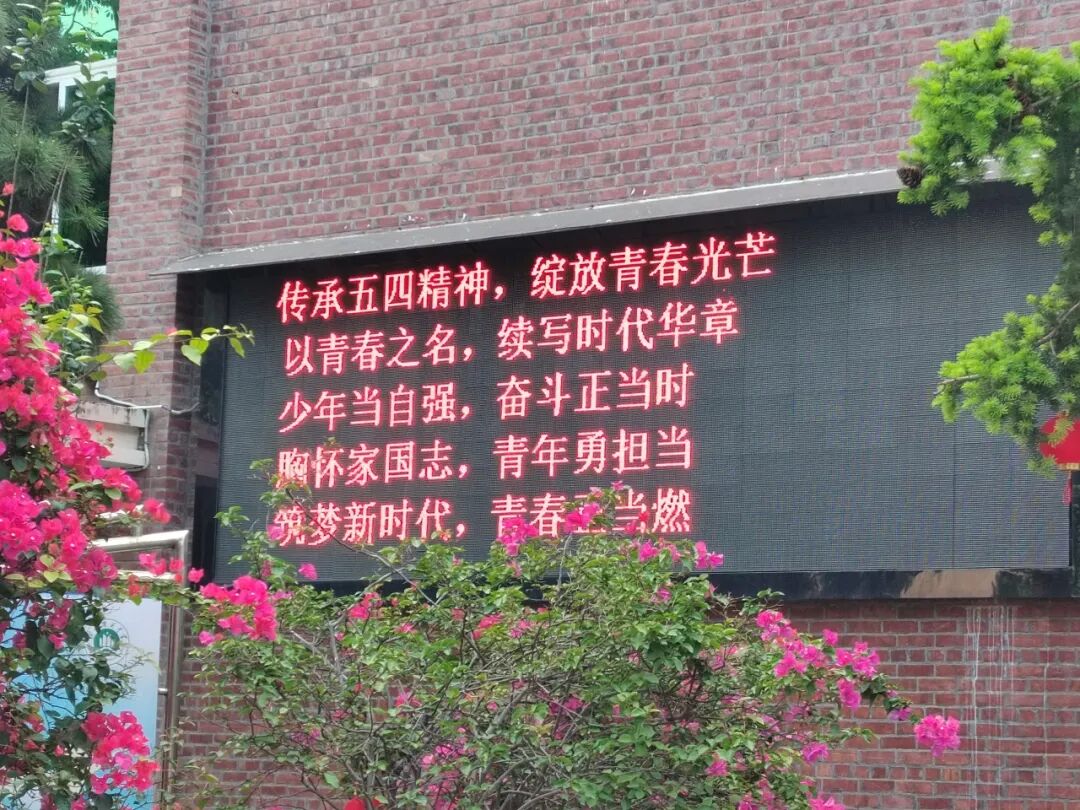 传承五四精神，绽放青春光芒
以青春之名，续写时代华章
少年当自强，奋斗正当时
胸怀家国志，青年勇担当
筑梦新时代，青春正当燃